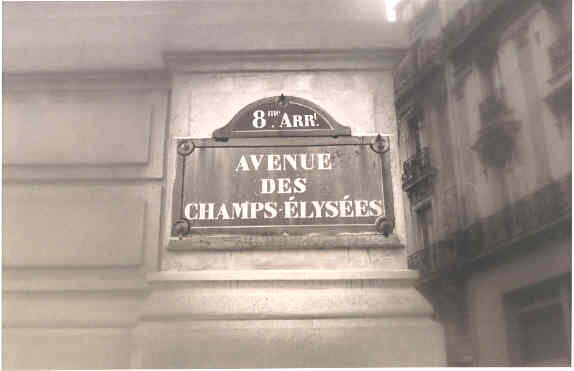 8me. ARRt.
AVENUE
DES
CHAMPS-ÉLYSÉES